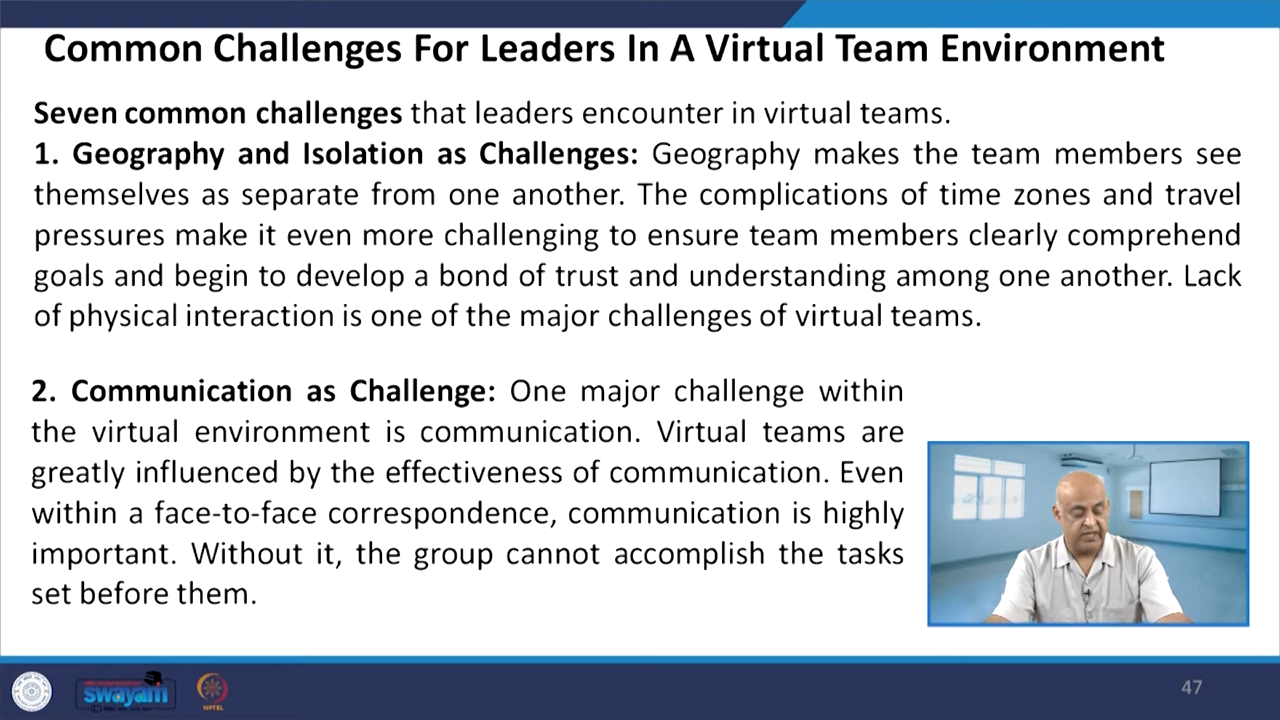 Common Challenges For Leaders In A Virtual Team Environment
Seven common challenges that leaders encounter in virtual teams.
1. Geography and Isolation as Challenges: Geography makes the team members see
themselves as separate from one another. The complications of time zones and travel
pressures make it even more challenging to ensure team members clearly comprehend
goals and begin to develop a bond of trust and understanding among one another. Lack
of physical interaction is one of the major challenges of virtual teams.
2. Communication as Challenge: One major challenge within
the virtual environment is communication. Virtual teams are
greatly influenced by the effectiveness of communication. Even
within a face-to-face correspondence, communication is highly
important. Without it, the group cannot accomplish the tasks
set before them.
swayam
NPTEL
47